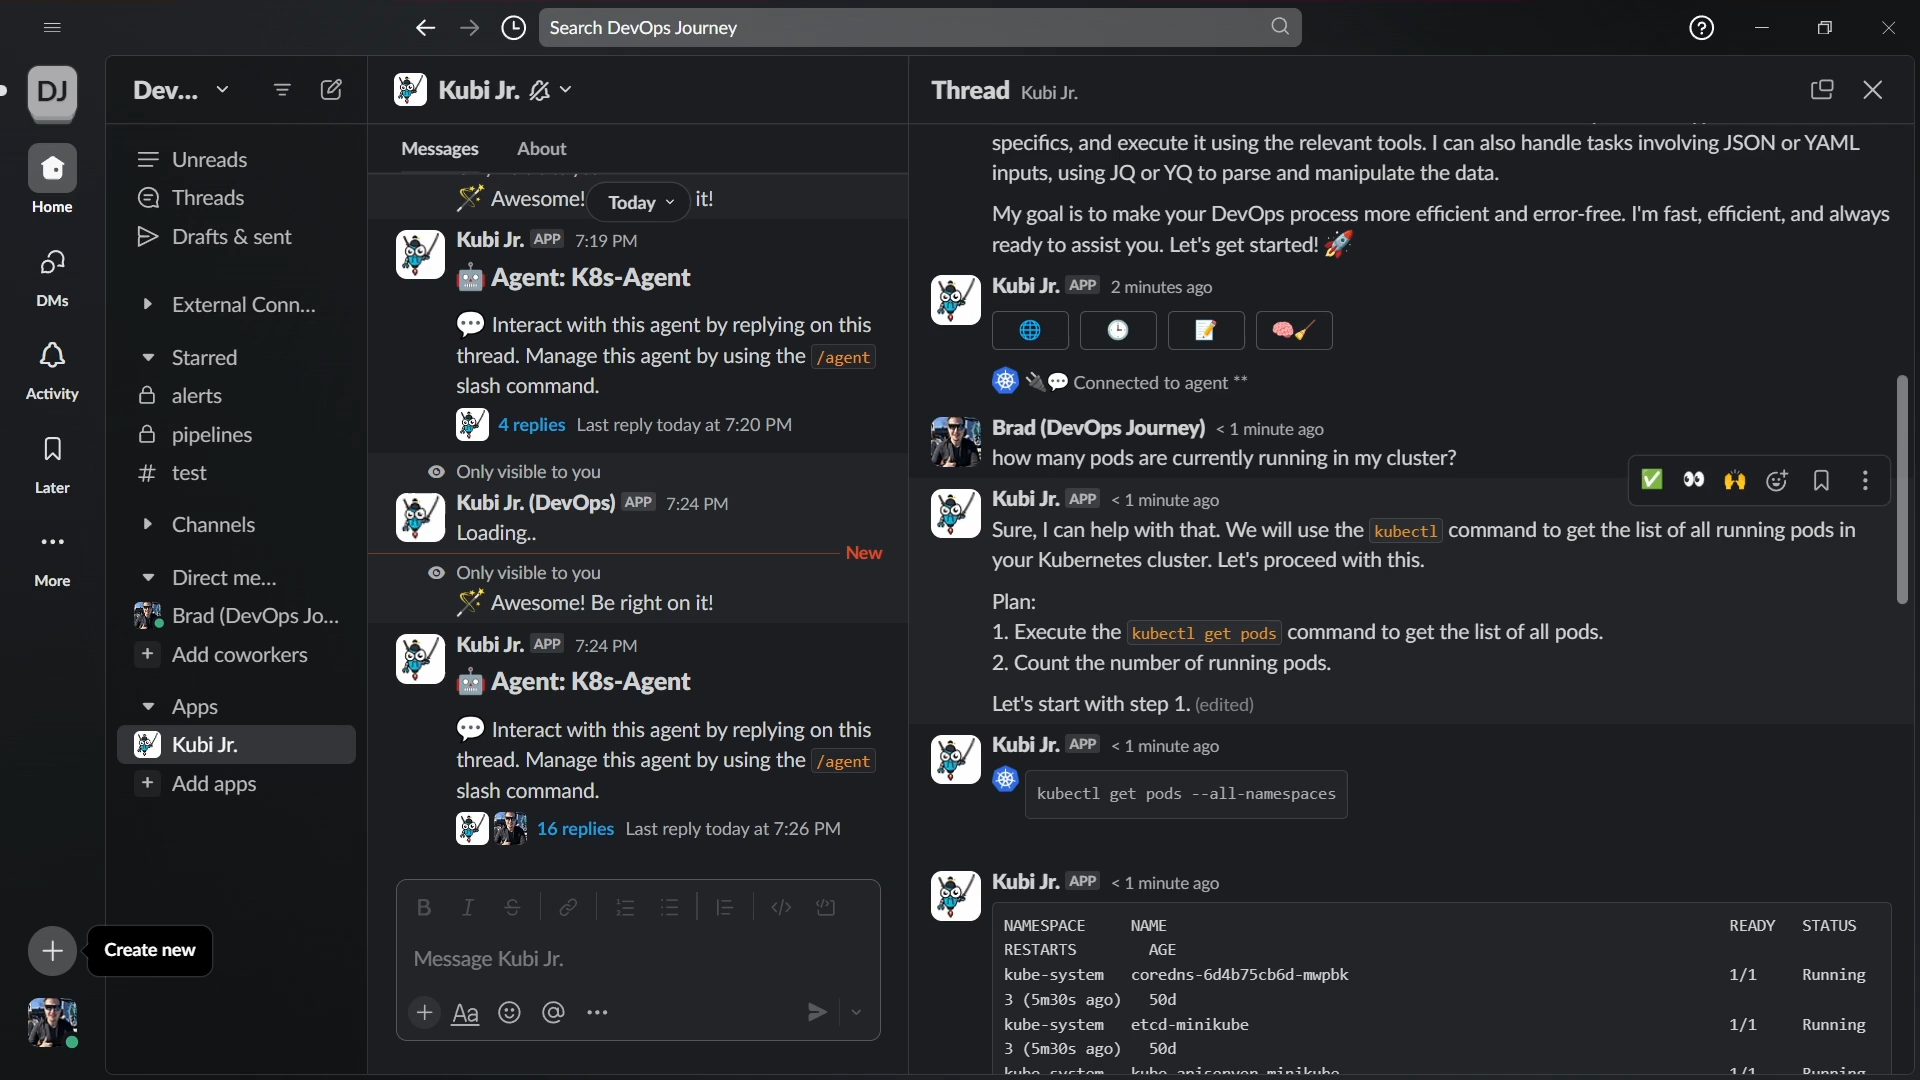 Search DevOps Journey
DJ
Home
DMs
Activity
Later
More
Create new
Dev...
Unreads
Threads
Drafts & sent
External Conn...
Starred
alerts
pipelines
# test
Channels
Direct me...
Brad (DevOps Jo...
+ Add coworkers
Apps
Kubi Jr.
+ Add apps
Kubi Jr.
Messages About
Awesome! Today it!
Kubi Jr. APP 7:19 PM
Agent: K8s-Agent
Interact with this agent by replying on this
thread. Manage this agent by using the /agent
slash command.
4 replies Last reply today at 7:20 PM
Only visible to you
Kubi Jr. (DevOps) APP 7:24 PM
Loading..
New
Only visible to you
Awesome! Be right on it!
Kubi Jr. APP 7:24 PM
Agent: K8s-Agent
Interact with this agent by replying on this
thread. Manage this agent by using the /agent
slash command.
16 replies Last reply today at 7:26 PM
B I S
Message Kubi Jr.
+ Aa @
Thread Kubi Jr.
specifics, and execute it using the relevant tools. I can also handle tasks involving JSON or YAML
inputs, using JQ or YQ to parse and manipulate the data.
My goal is to make your DevOps process more efficient and error-free. I'm fast, efficient, and always
ready to assist you. Let's get started! 🚀
Kubi Jr. APP 2 minutes ago
Connected to agent **
Brad (DevOps Journey) < 1 minute ago
how many pods are currently running in my cluster?
Kubi Jr. APP < 1 minute ago
Sure, I can help with that. We will use the kubectl command to get the list of all running pods in
your Kubernetes cluster. Let's proceed with this.
Plan:
1. Execute the kubectl get pods command to get the list of all pods.
2. Count the number of running pods.
Let's start with step 1. (edited)
Kubi Jr. APP < 1 minute ago
kubectl get pods --all-namespaces
Kubi Jr. APP < 1 minute ago
NAMESPACE NAME READY STATUS
RESTARTS AGE
kube-system coredns-6d4b75cb6d-mwpbk 1/1 Running
3 (5m30s ago) 50d
kube-system etcd-minikube 1/1 Running
3 (5m30s ago) 50d
kube-system kube-apiserver-minikube 1/1 Running